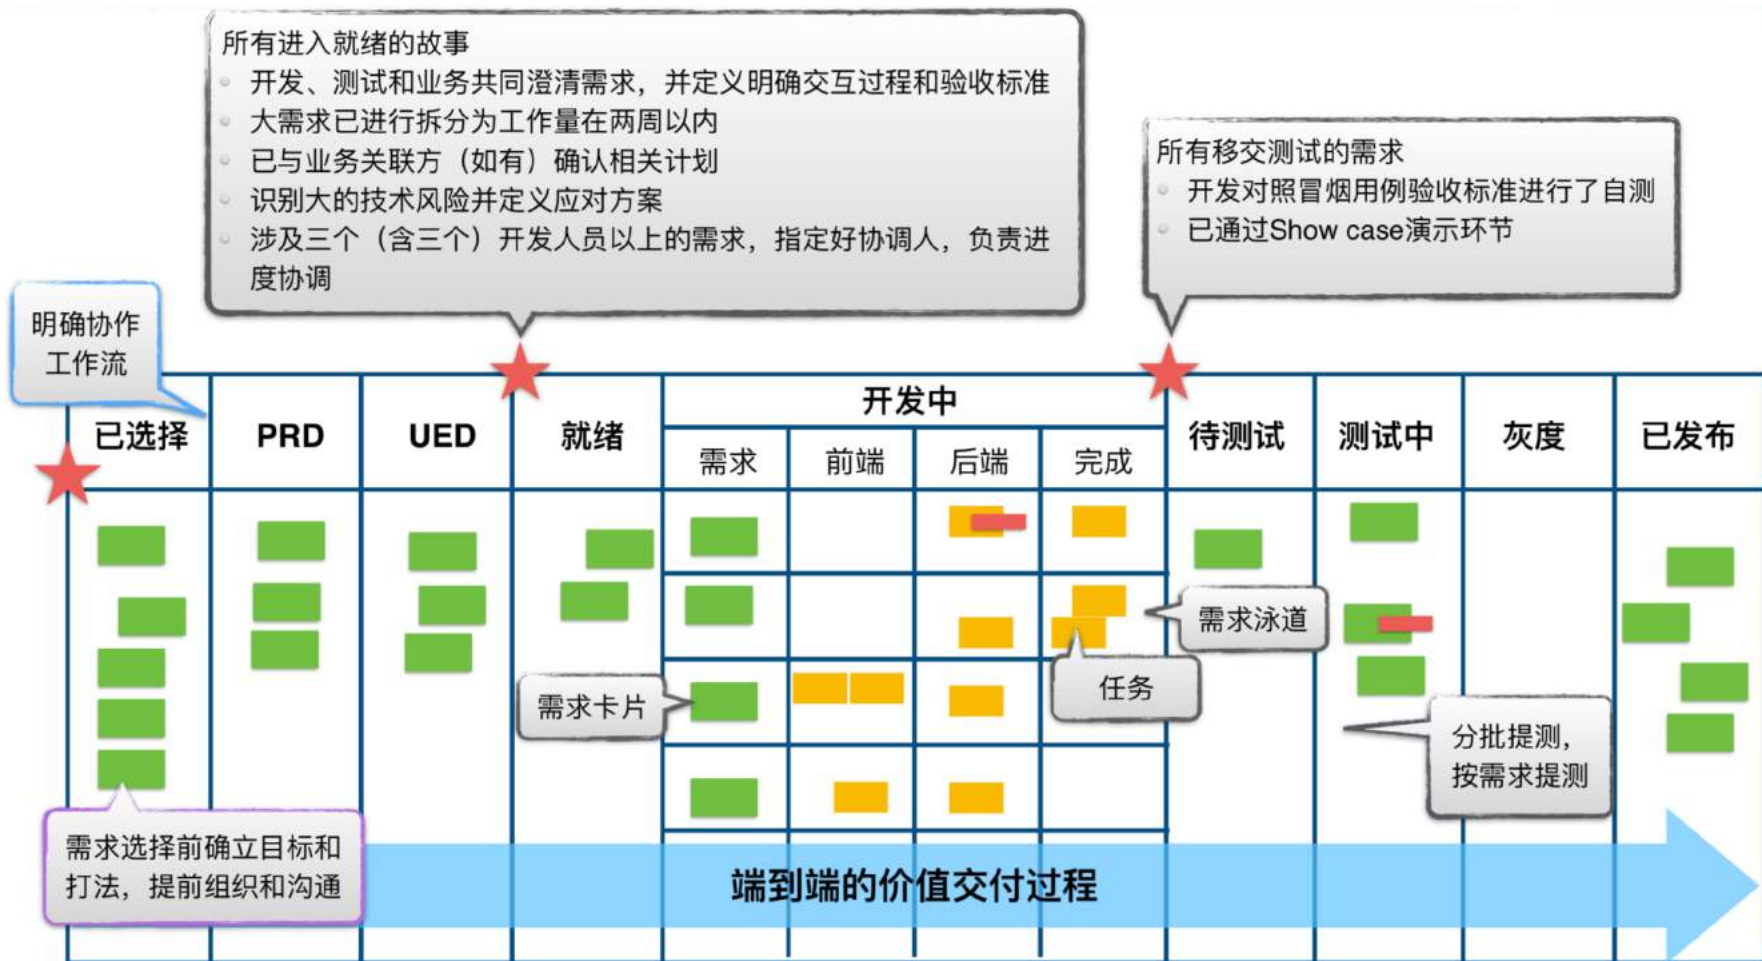 所有进入就绪的故事
开发、测试和业务共同澄清需求，并定义明确交互过程和验收标准
大需求已进行拆分为工作量在两周以内
已与业务关联方（如有）确认相关计划
识别大的技术风险并定义应对方案
涉及三个（含三个）开发人员以上的需求，指定好协调人，负责进
度协调
所有移交测试的需求
开发对照冒烟用例验收标准进行了自测
已通过Show case演示环节
明确协作
工作流
已选择
PRD
UED
就绪
开发中
需求
前端
后端
完成
待测试
测试中
灰度
已发布
需求泳道
任务
需求卡片
分批提测，
按需求提测
需求选择前确立目标和
打法，提前组织和沟通
端到端的价值交付过程